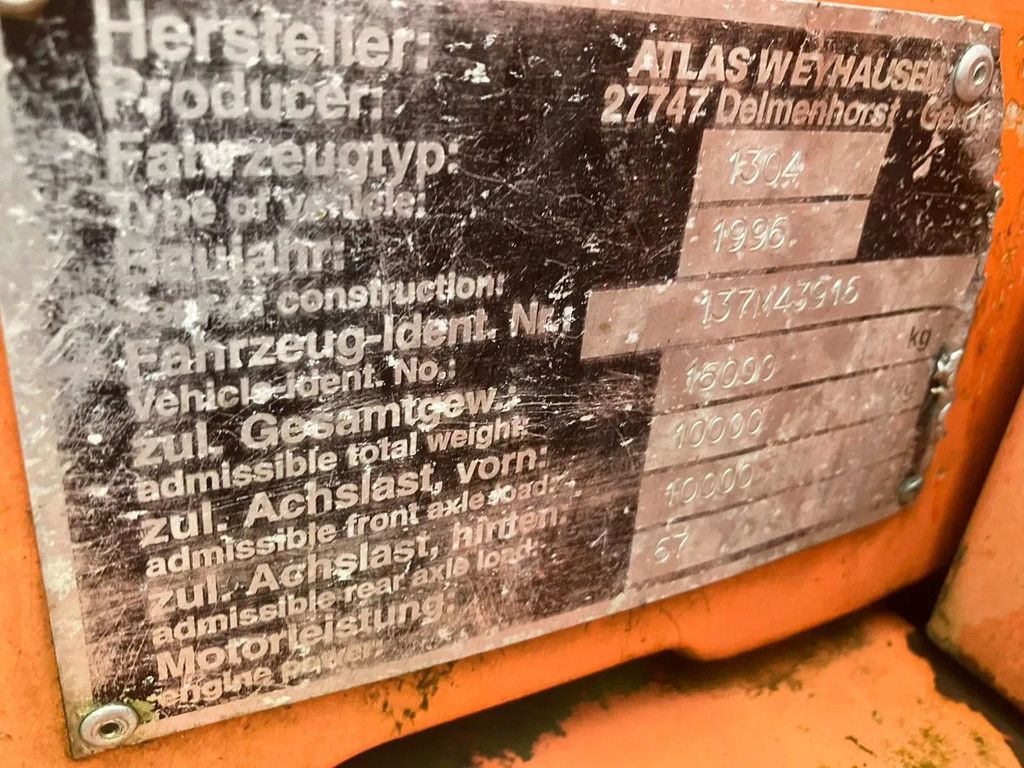 Hersteller:
Producer:
ATLAS WEYHAUSEN
27747 Delmenhorst
Fahrzeugtyp:
Type of vehicle:
1304
Baujahr:
construction:
1996
Fahrzeug-Ident. Nr.:
Vehicle-Ident. No.:
137M43916
zul. Gesamtgew.:
admissible total weight:
16000 kg
zul. Achslast, vorn:
admissible front axle load:
10000 kg
zul. Achslast, hinten:
admissible rear axle load:
10000
Motorleistung:
engine power:
67